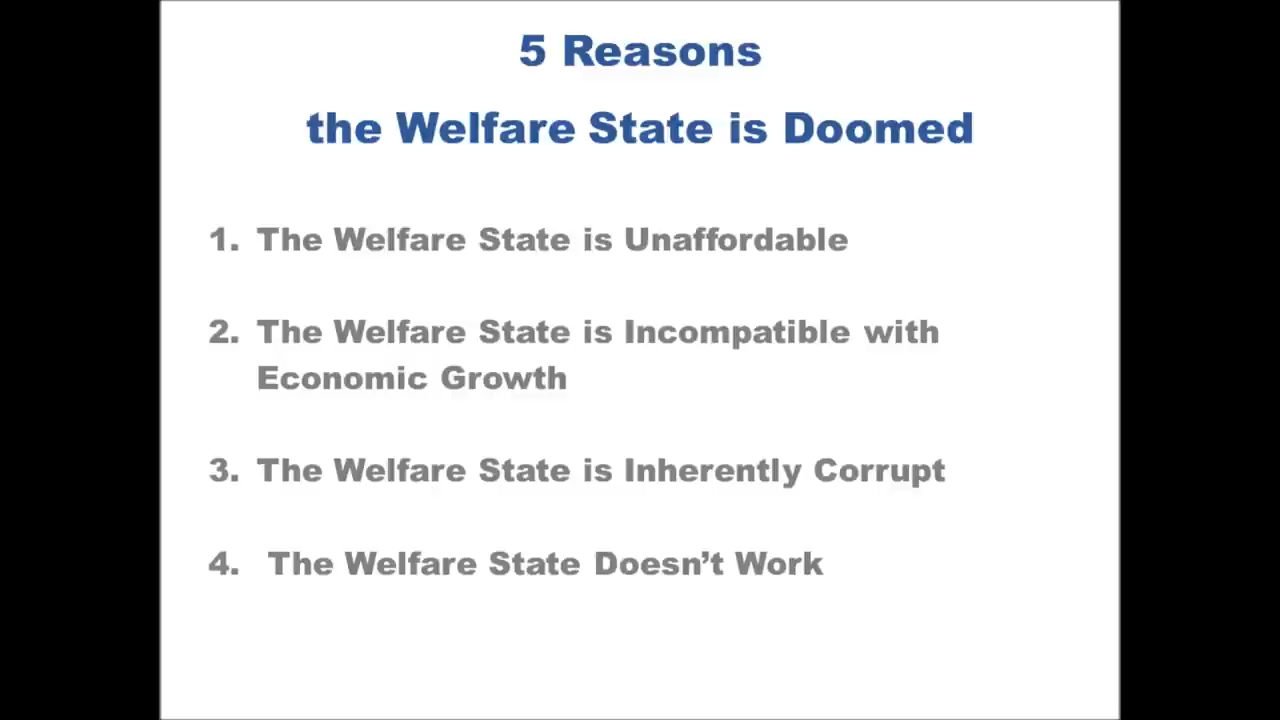 5 Reasons
the Welfare State is Doomed
1. The Welfare State is Unaffordable
2. The Welfare State is Incompatible with
Economic Growth
3. The Welfare State is Inherently Corrupt
4. The Welfare State Doesn’t Work